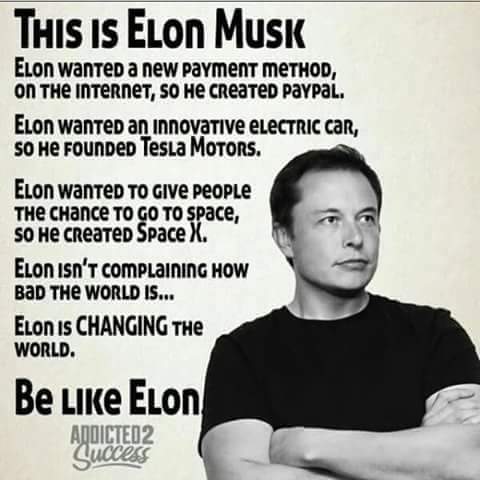 This is Elon Musk
Elon wanted a new payment method,
on the internet, so he created PayPal.
Elon wanted an innovative electric car,
so he founded Tesla Motors.
Elon wanted to give people
the chance to go to space,
so he created Space X.
Elon isn't complaining how
bad the world is...
Elon is CHANGING the
world.
Be like Elon
ADDICTED2
Success